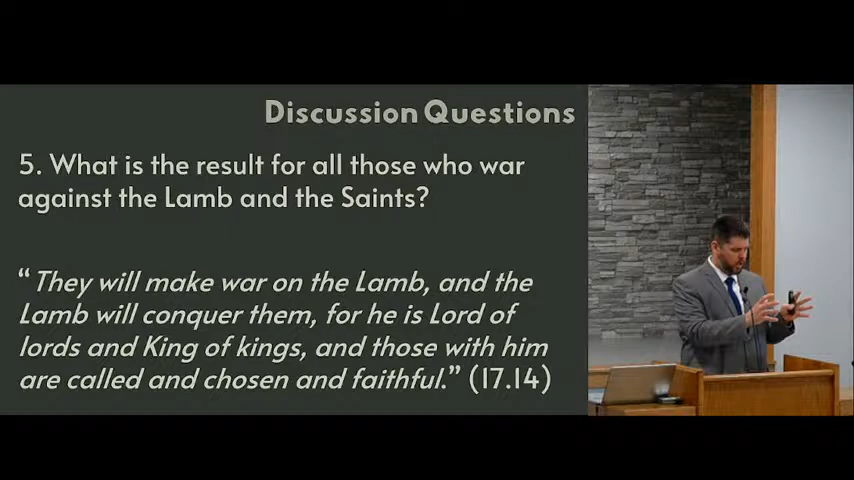 Discussion Questions
5. What is the result for all those who war
against the Lamb and the Saints?
“They will make war on the Lamb, and the
Lamb will conquer them, for he is Lord of
lords and King of kings, and those with him
are called and chosen and faithful.” (17.14)